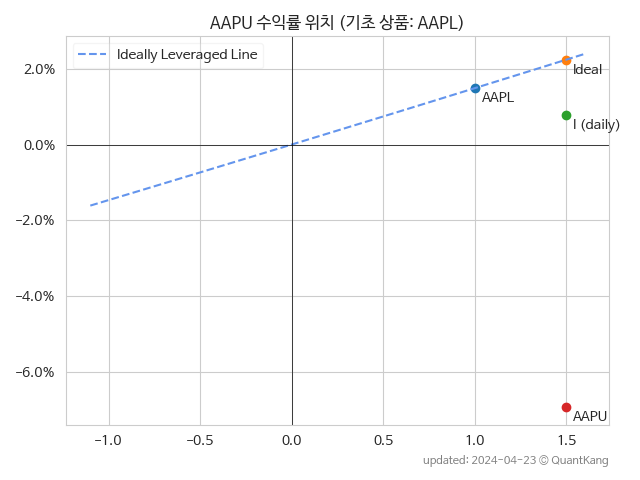 AAPU 수익률 위치 (기초 상품: AAPL)
Ideally Leveraged Line
2.0%
0.0%
−2.0%
−4.0%
−6.0%
Ideal
AAPL
I (daily)
AAPU
−1.0
−0.5
0.0
0.5
1.0
1.5
updated: 2024-04-23 © QuantKang